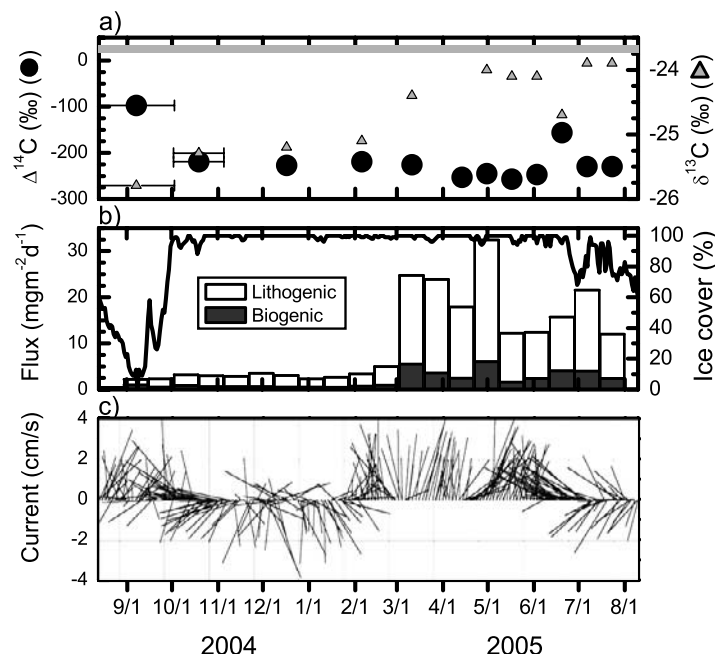 a)
Δ¹⁴C (‰) (●)
0
-100
-200
-300
δ¹³C (‰) (▲)
-24
-25
-26
b)
Flux (mgm⁻²d⁻¹)
30
20
10
0
Lithogenic
Biogenic
Ice cover (%)
100
80
60
40
20
0
c)
Current (cm/s)
4
2
0
-2
-4
9/1 10/1 11/1 12/1 1/1 2/1 3/1 4/1 5/1 6/1 7/1 8/1
2004 2005